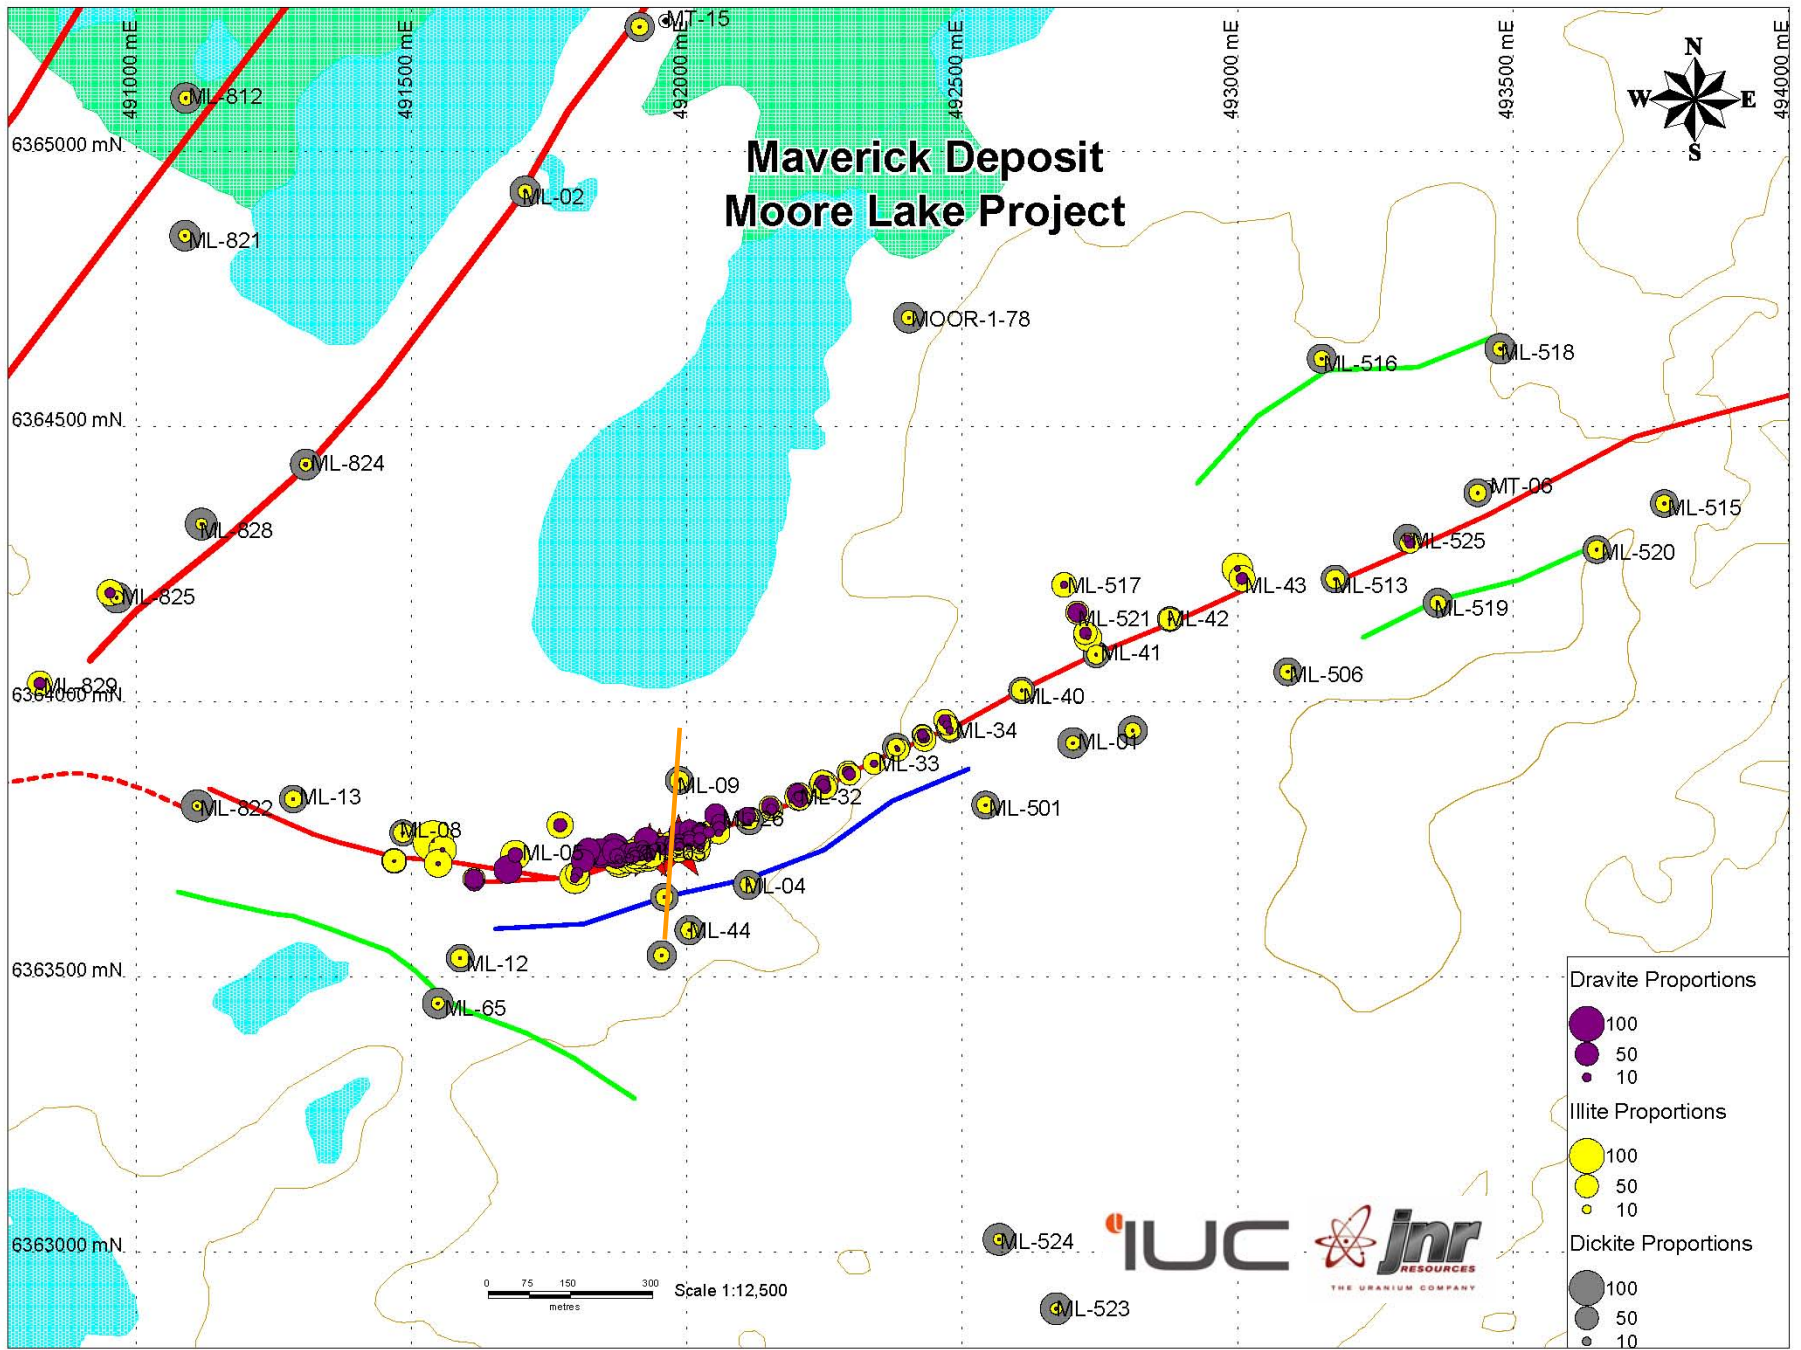 491000 mE
491500 mE
492000 mE
492500 mE
493000 mE
493500 mE
494000 mE
MT-15
N
W
E
S
ML-812
6365000 mN
Maverick Deposit
Moore Lake Project
ML-02
ML-821
MOOR-1-78
ML-516
ML-518
6364500 mN
ML-824
MT-06
ML-515
ML-828
ML-525
ML-520
ML-825
ML-517
ML-43
ML-513
ML-519
ML-521
ML-42
ML-41
ML-506
ML-829
6364000 mN
ML-40
ML-34
ML-01
ML-33
ML-09
ML-32
ML-13
ML-822
ML-501
ML-26
ML-08
ML-05
ML-04
ML-44
ML-12
6363500 mN
ML-65
Dravite Proportions
100
50
10
Illite Proportions
100
50
10
Dickite Proportions
100
50
10
6363000 mN
ML-524
IUC
jnr
RESOURCES
THE URANIUM COMPANY
0 75 150 300
metres
Scale 1:12,500
ML-523